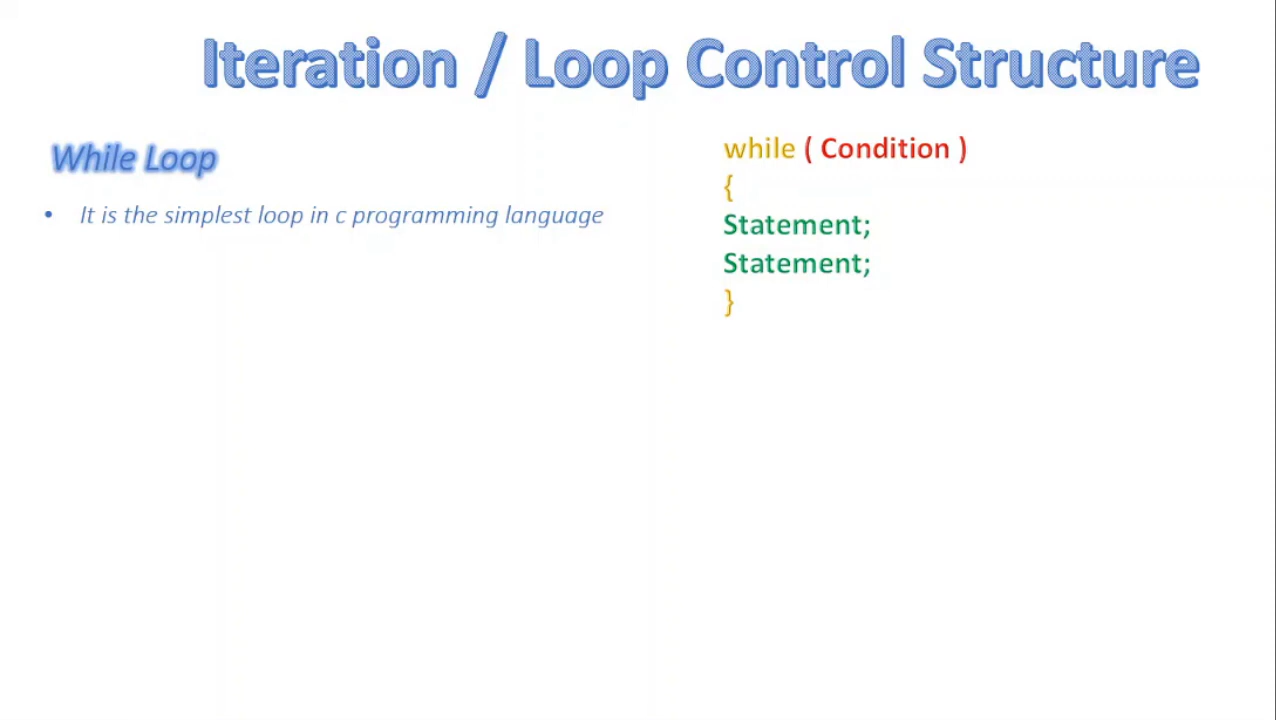 Iteration / Loop Control Structure
While Loop
• It is the simplest loop in c programming language
while ( Condition )
{
Statement;
Statement;
}